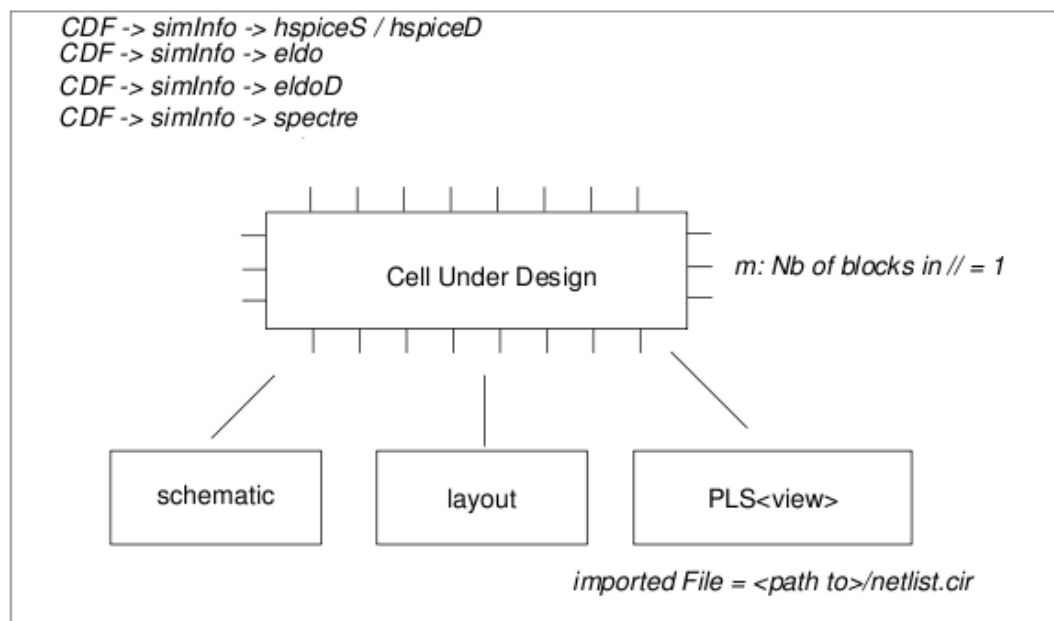 CDF -> simInfo -> hspiceS / hspiceD
CDF -> simInfo -> eldo
CDF -> simInfo -> eldoD
CDF -> simInfo -> spectre
Cell Under Design
m: Nb of blocks in // = 1
schematic
layout
PLS<view>
imported File = <path to>/netlist.cir